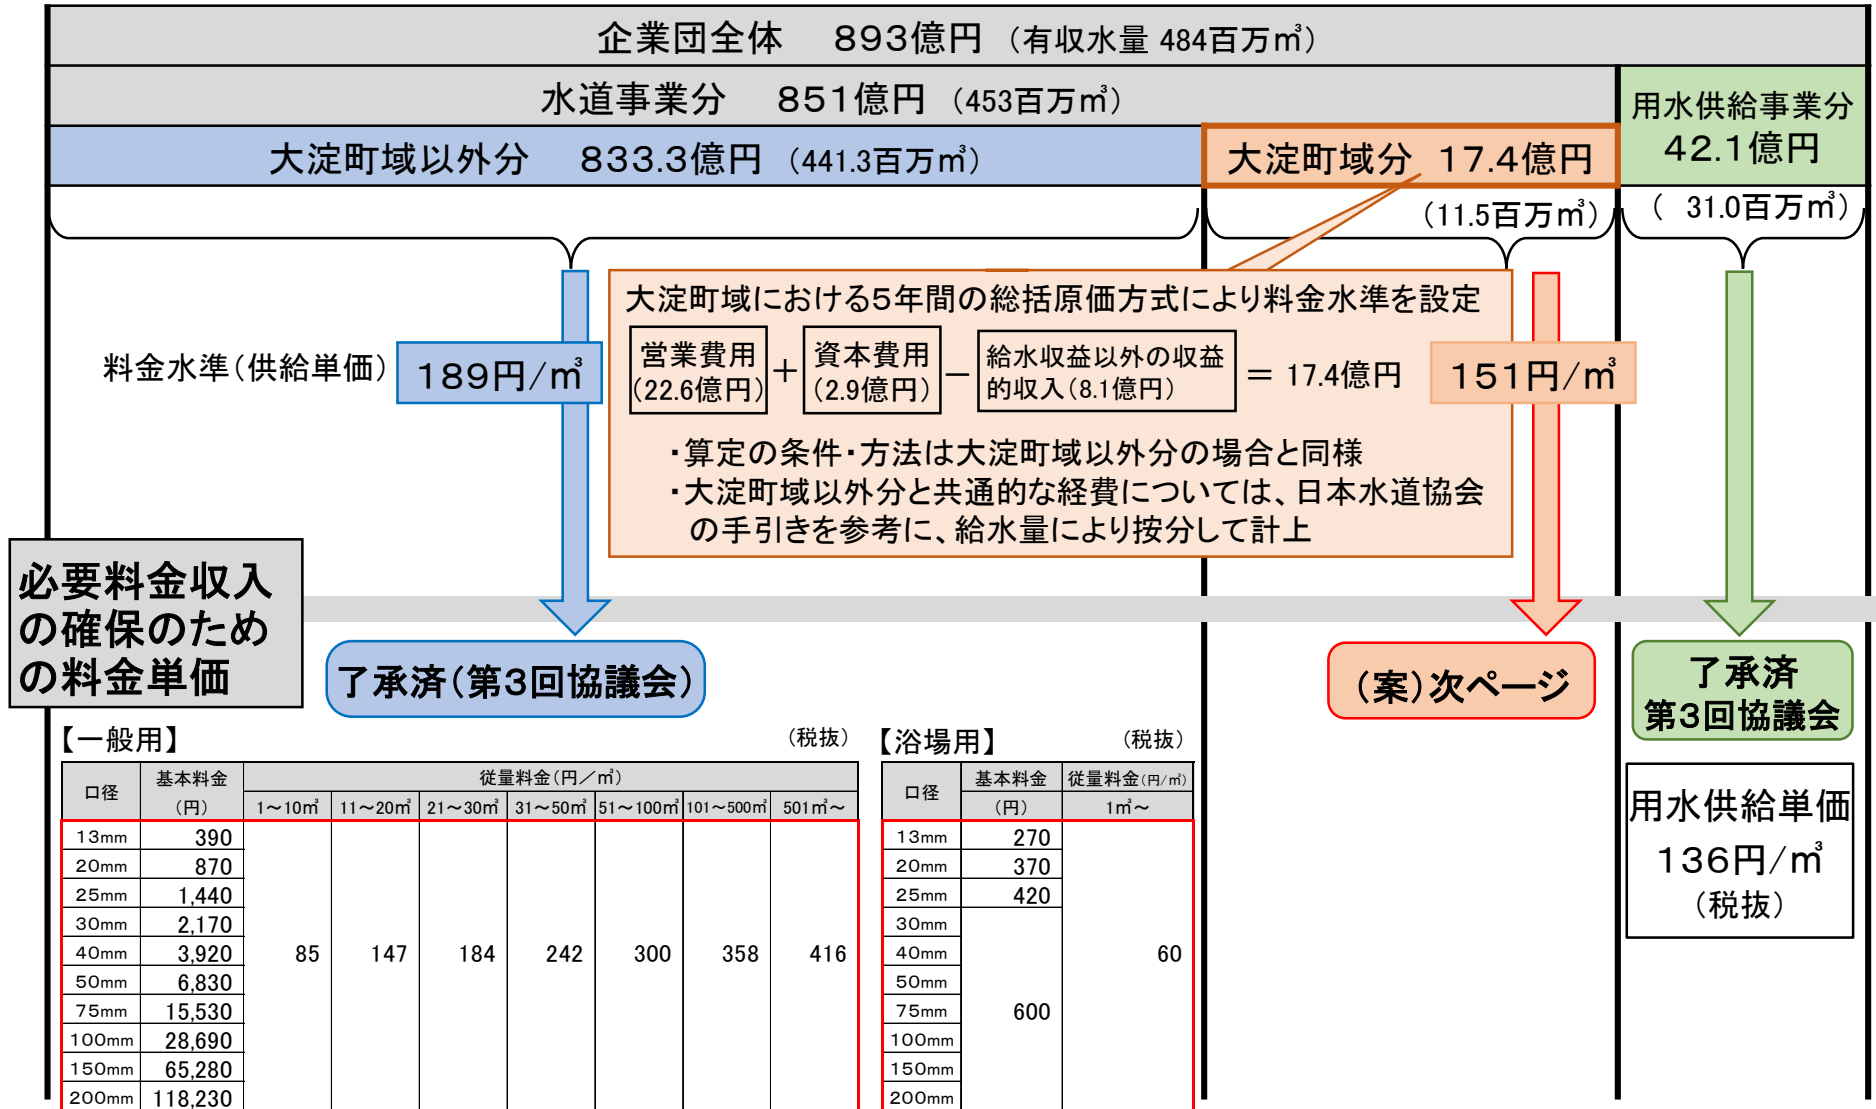 企業団全体　893億円（有収水量 484百万㎥）
水道事業分　851億円（453百万㎥）
用水供給事業分
42.1億円
大淀町域以外分　833.3億円（441.3百万㎥）
大淀町域分 17.4億円
（11.5百万㎥）
（ 31.0百万㎥）
大淀町域における5年間の総括原価方式により料金水準を設定
料金水準（供給単価）
189円/㎥
営業費用
（22.6億円）
＋
資本費用
（2.9億円）
－
給水収益以外の収益
的収入（8.1億円）
＝ 17.4億円
151円/㎥
・算定の条件・方法は大淀町域以外分の場合と同様
・大淀町域以外分と共通的な経費については、日本水道協会
の手引きを参考に、給水量により按分して計上
必要料金収入
の確保のため
の料金単価
了承済（第3回協議会）
（案）次ページ
了承済
第3回協議会
【一般用】　（税抜）
口径　基本料金　従量料金（円／㎥）
（円）　1～10㎥　11～20㎥　21～30㎥　31～50㎥　51～100㎥　101～500㎥　501㎥～
13mm　390
20mm　870
25mm　1,440
30mm　2,170
40mm　3,920　85　147　184　242　300　358　416
50mm　6,830
75mm　15,530
100mm　28,690
150mm　65,280
200mm　118,230
【浴場用】　（税抜）
口径　基本料金　従量料金（円/㎥）
（円）　1㎥～
13mm　270
20mm　370
25mm　420
30mm
40mm　60
50mm
75mm　600
100mm
150mm
200mm
用水供給単価
136円/㎥
（税抜）